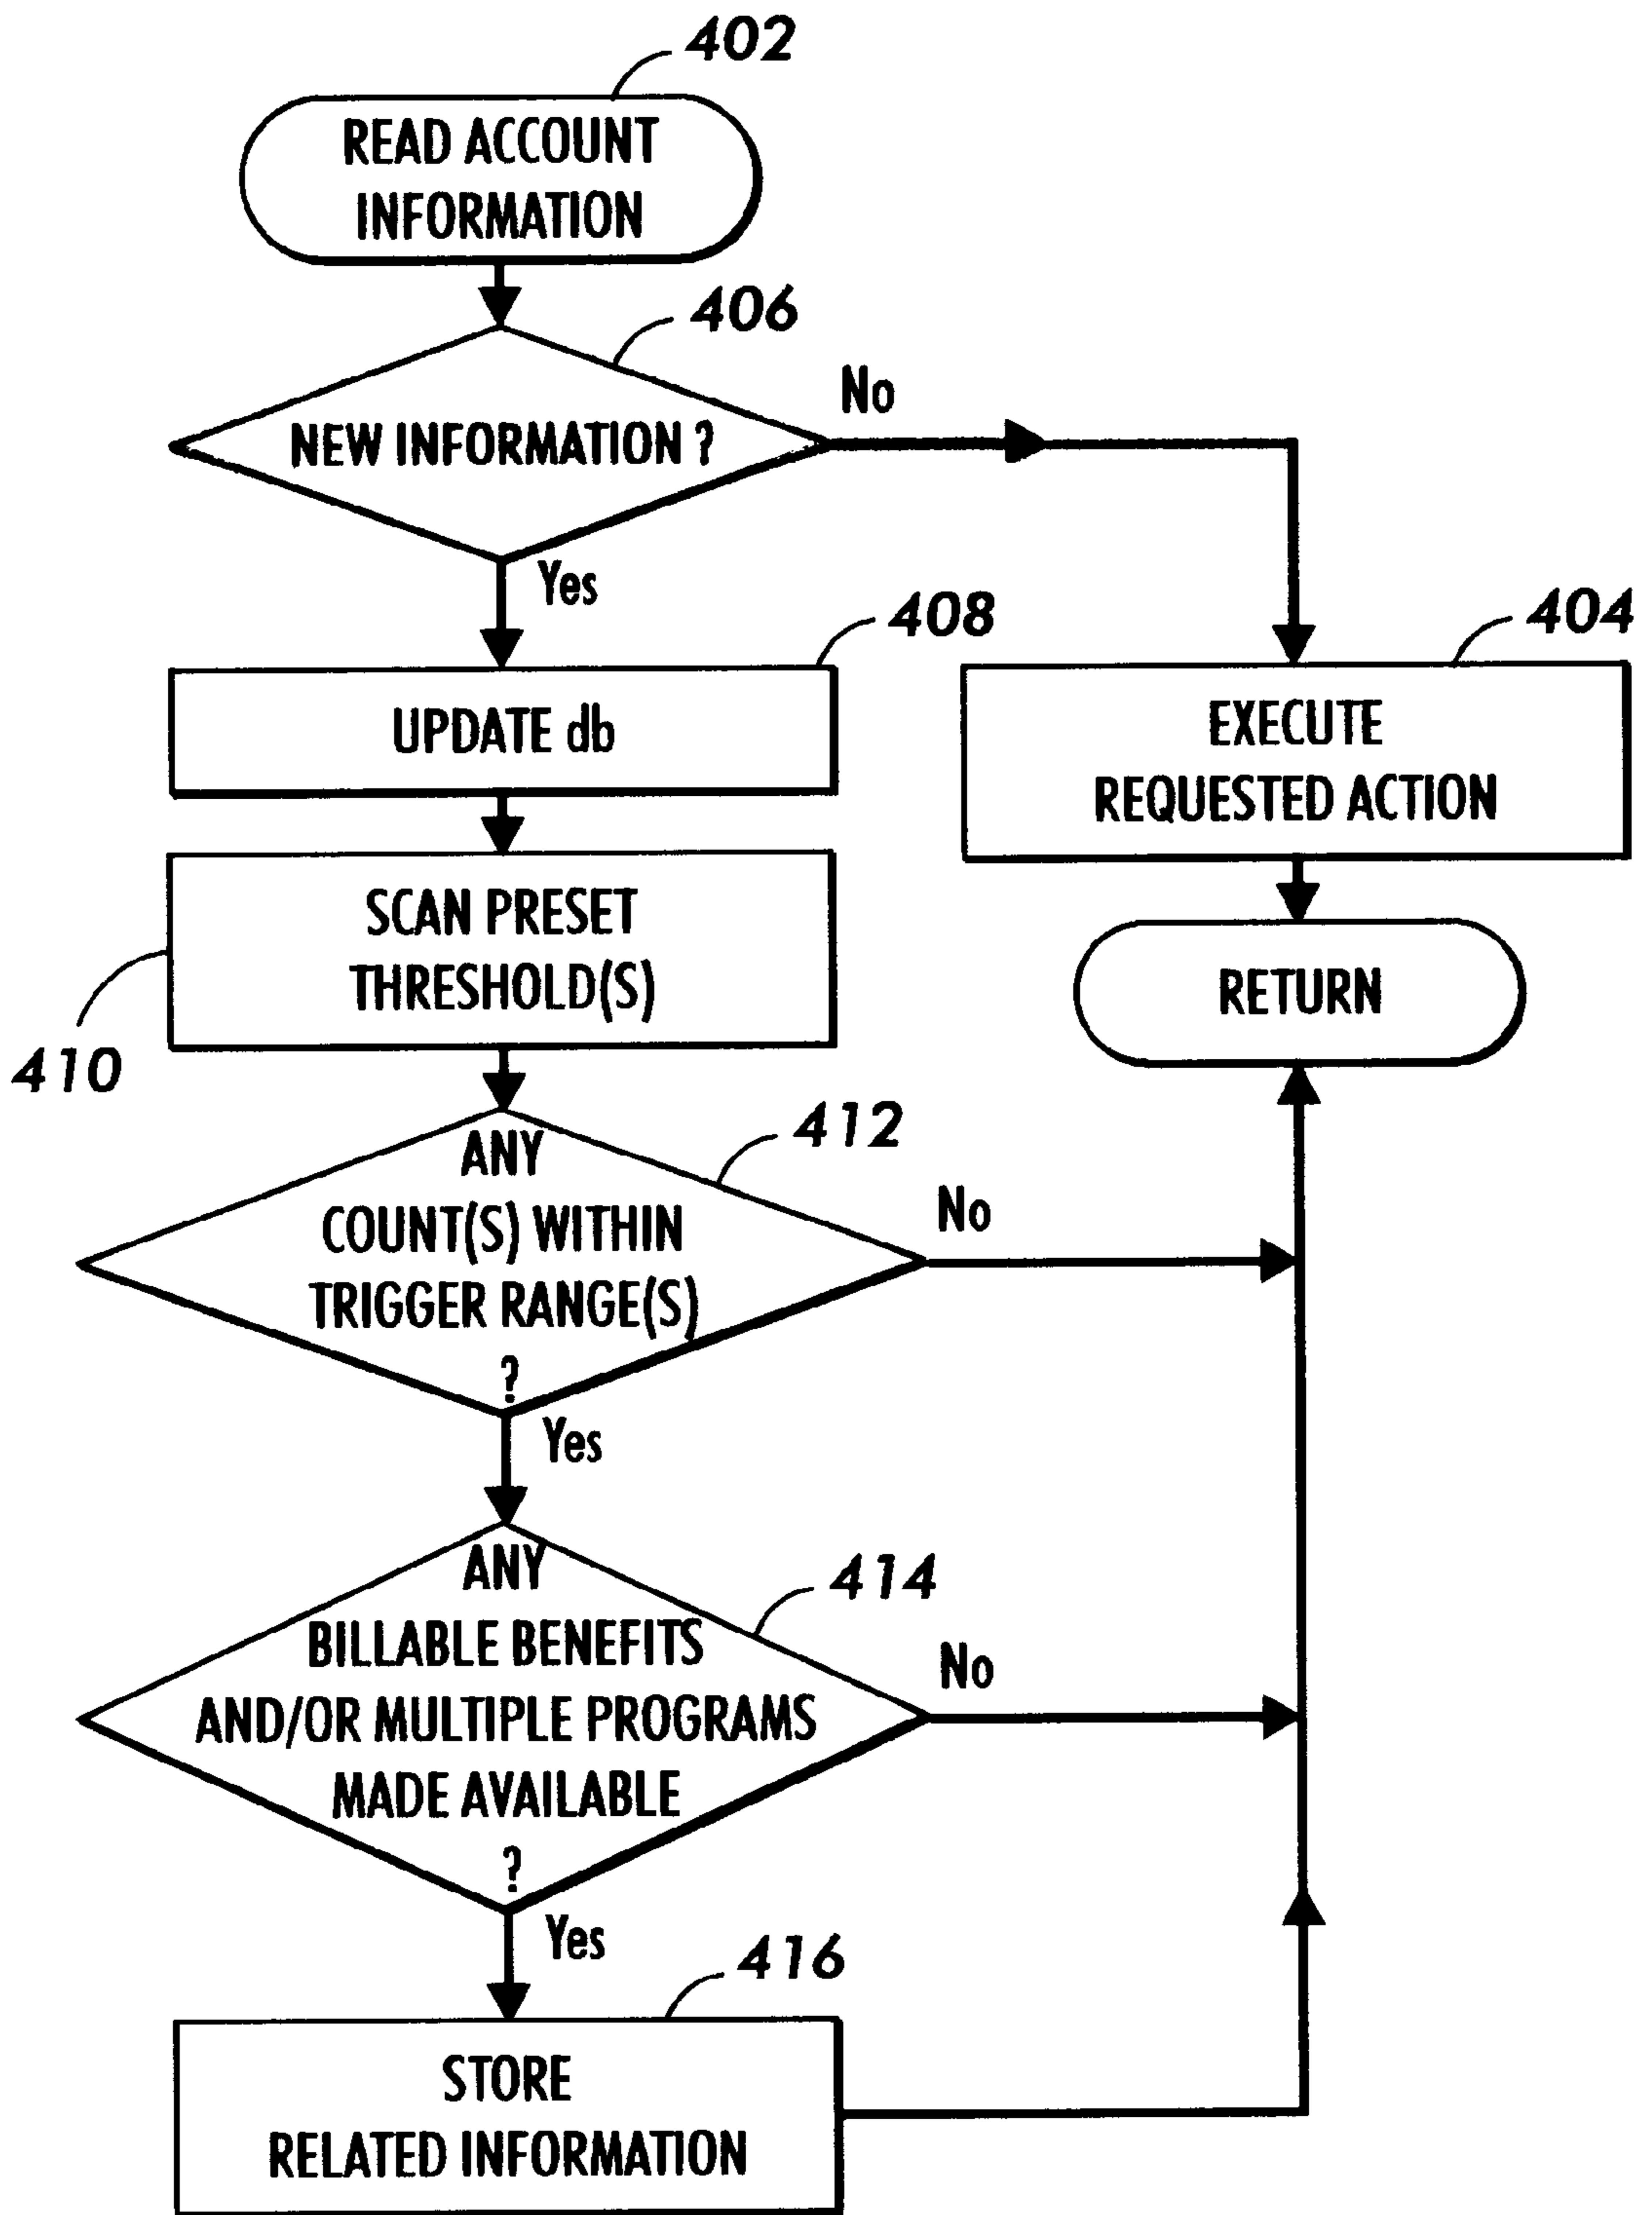 402
READ ACCOUNT
INFORMATION
406
NEW INFORMATION ?
No
Yes
408
UPDATE db
404
EXECUTE
REQUESTED ACTION
SCAN PRESET
THRESHOLD(S)
410
RETURN
412
ANY
COUNT(S) WITHIN
TRIGGER RANGE(S)
?
No
Yes
414
ANY
BILLABLE BENEFITS
AND/OR MULTIPLE PROGRAMS
MADE AVAILABLE
?
No
Yes
416
STORE
RELATED INFORMATION